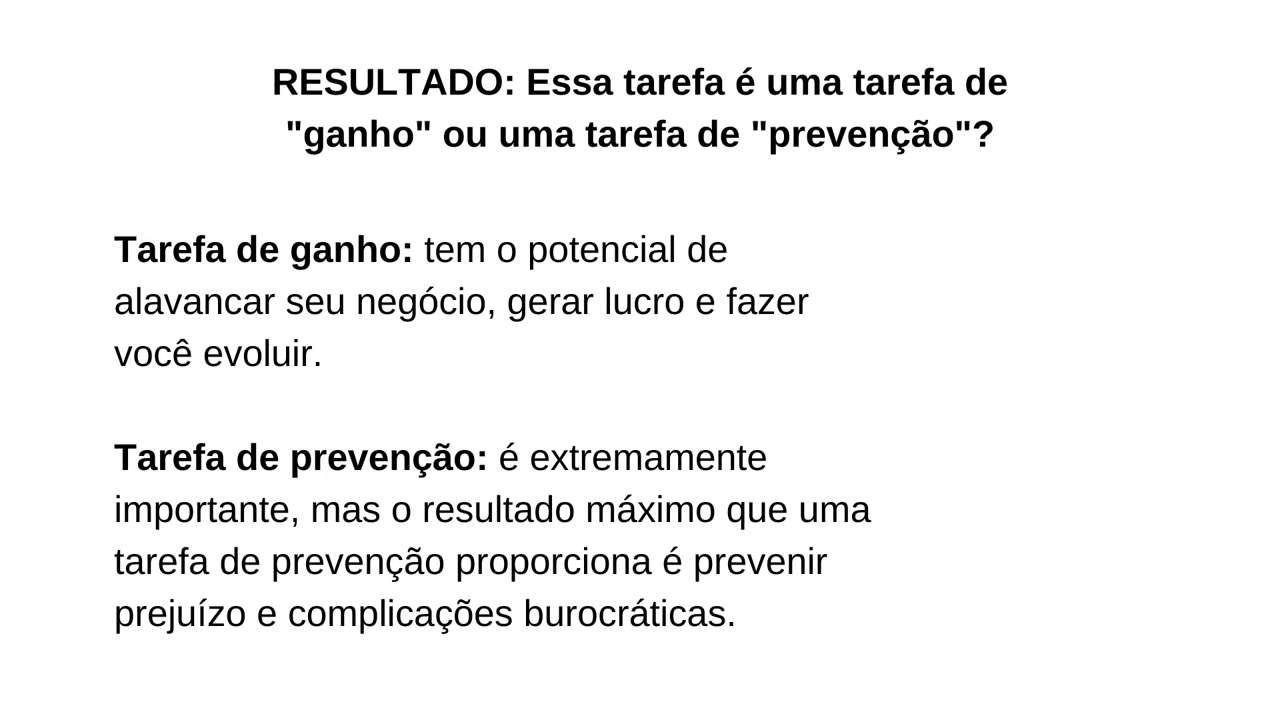 RESULTADO: Essa tarefa é uma tarefa de
"ganho" ou uma tarefa de "prevenção"?
Tarefa de ganho: tem o potencial de
alavancar seu negócio, gerar lucro e fazer
você evoluir.
Tarefa de prevenção: é extremamente
importante, mas o resultado máximo que uma
tarefa de prevenção proporciona é prevenir
prejuízo e complicações burocráticas.